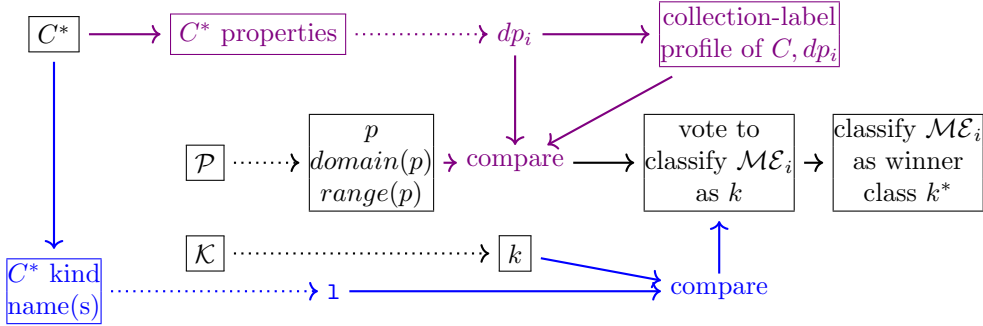 C* C* properties dp_i collection-label
profile of C, dp_i
𝒫 p
domain(p)
range(p) compare vote to
classify ℳℰ_i
as k classify ℳℰ_i
as winner
class k*
𝒦 k
C* kind
name(s) l compare